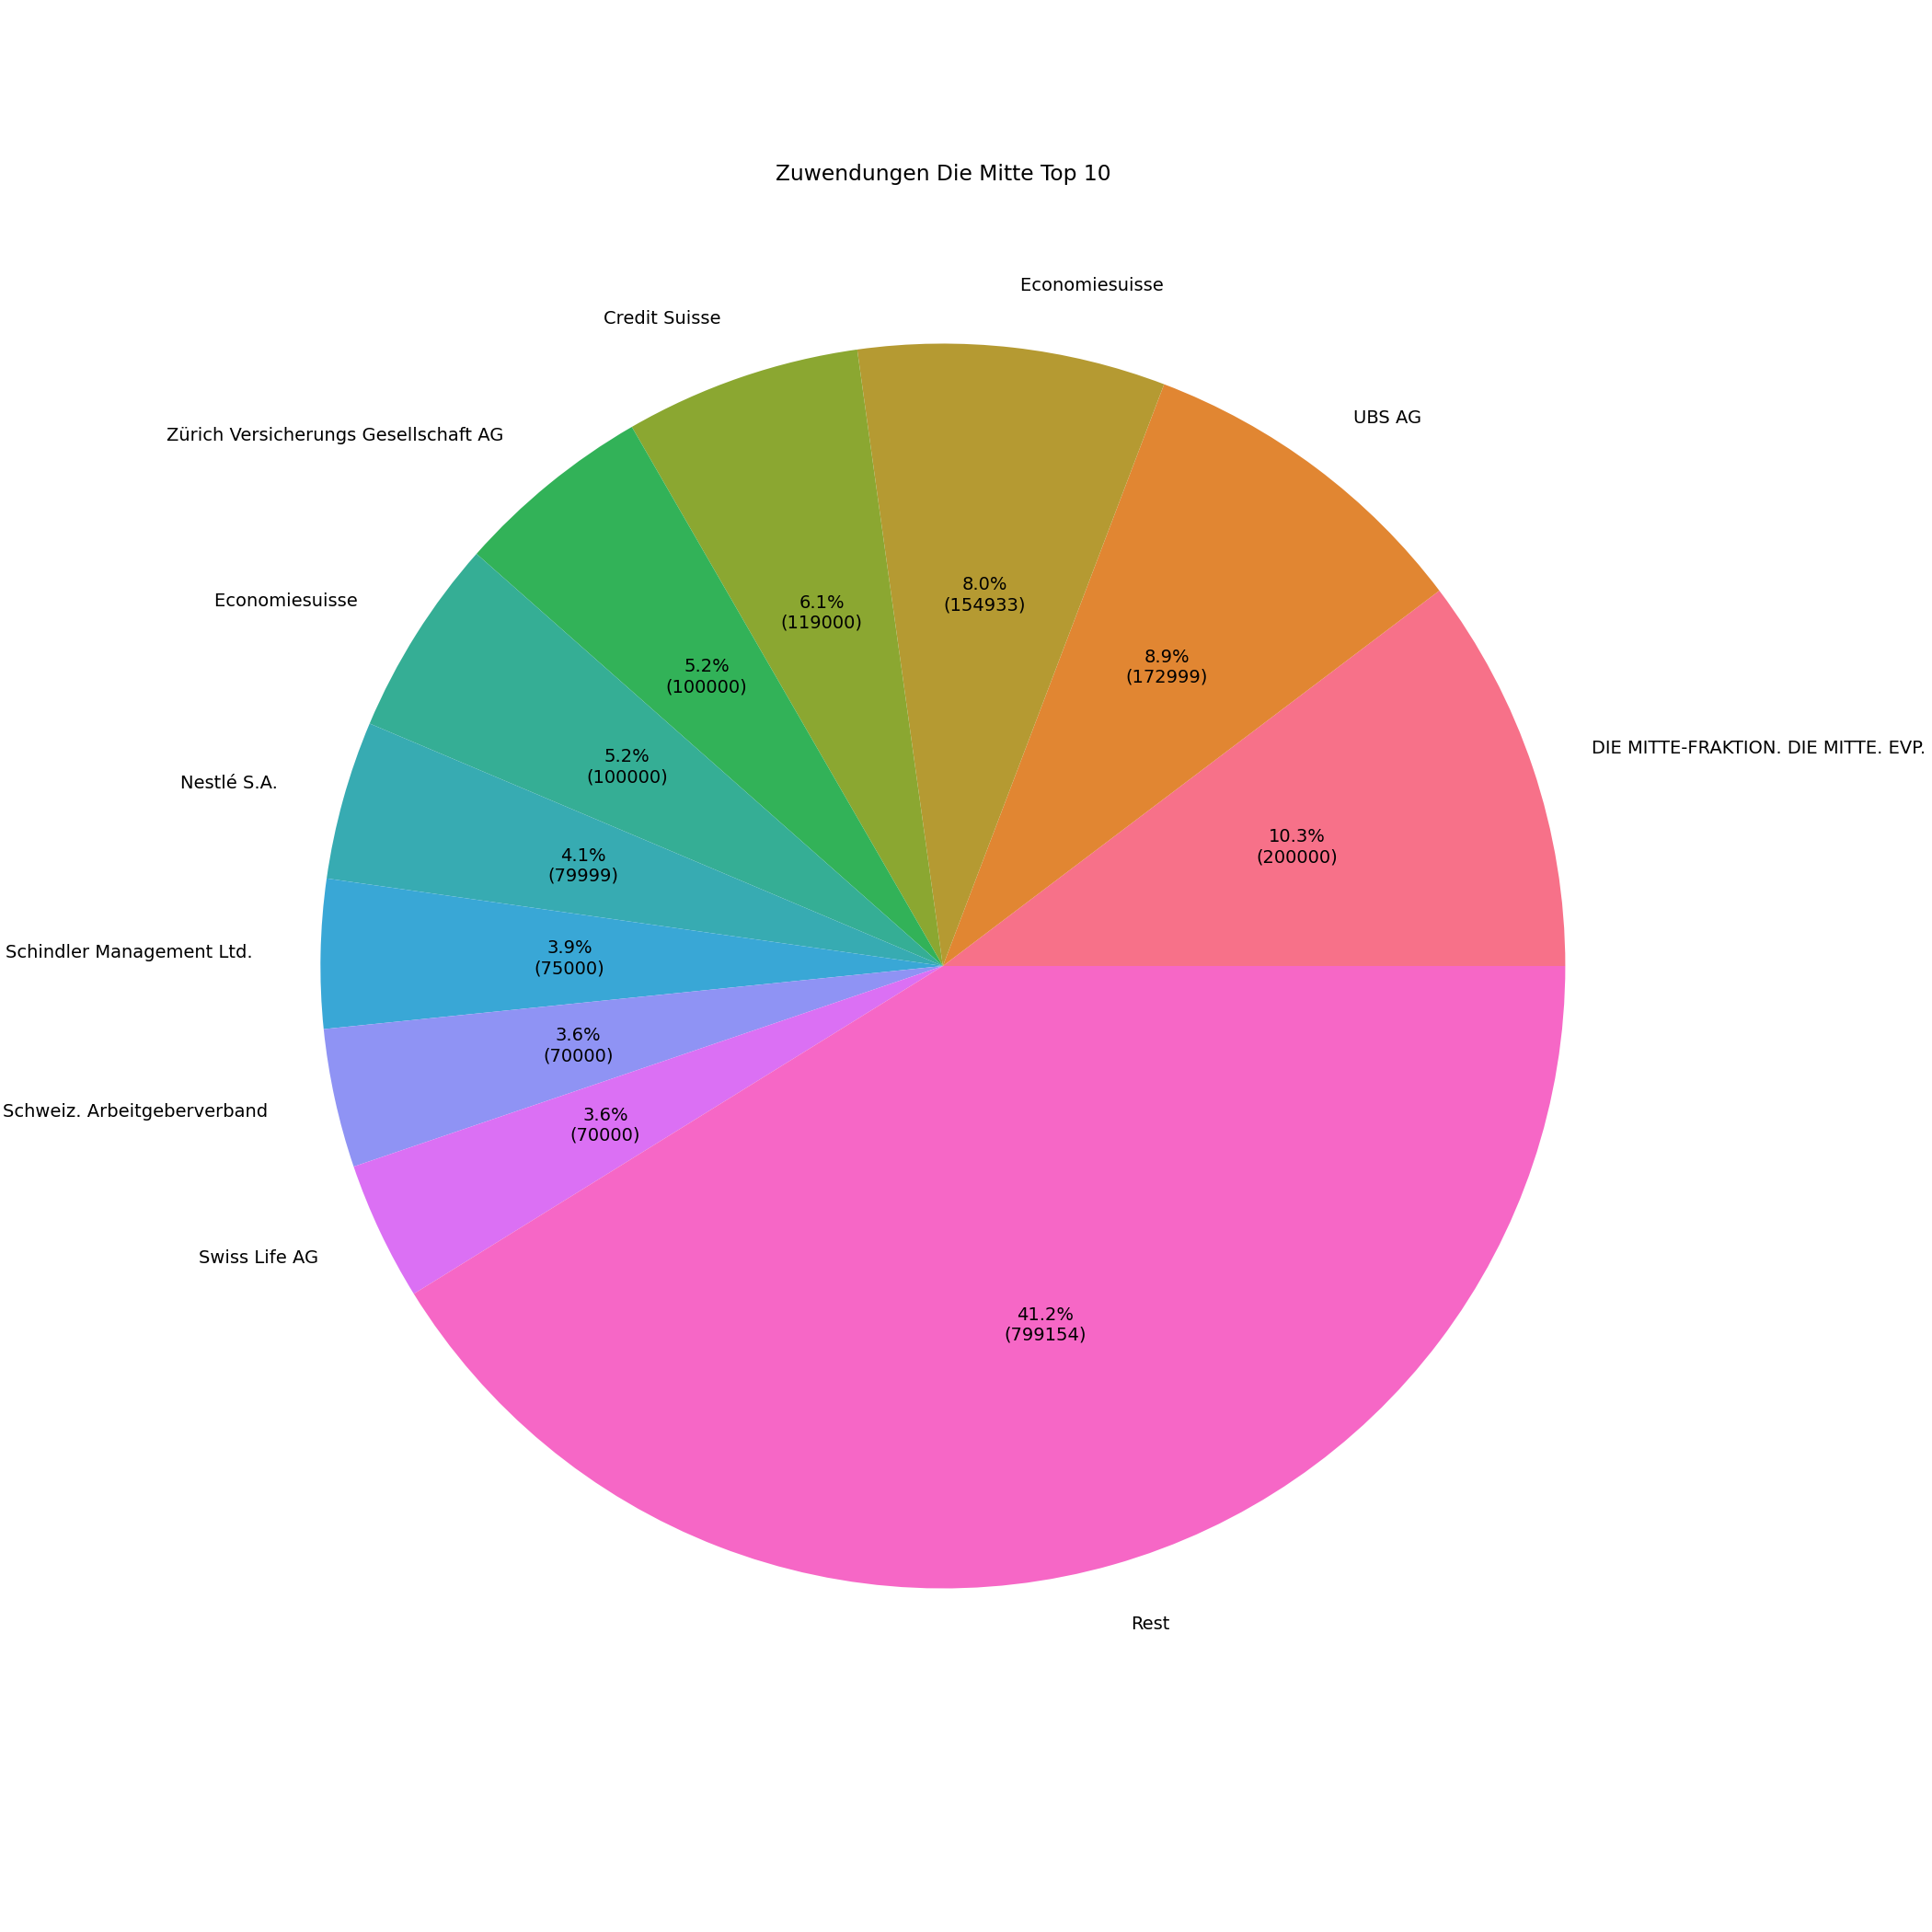 Zuwendungen Die Mitte Top 10
Economiesuisse
Credit Suisse
UBS AG
Zürich Versicherungs Gesellschaft AG
8.0%
(154933)
6.1%
(119000)
Economiesuisse
8.9%
(172999)
5.2%
(100000)
DIE MITTE-FRAKTION. DIE MITTE. EVP.
5.2%
(100000)
Nestlé S.A.
10.3%
(200000)
4.1%
(79999)
Schindler Management Ltd.
3.9%
(75000)
3.6%
(70000)
Schweiz. Arbeitgeberverband
3.6%
(70000)
Swiss Life AG
41.2%
(799154)
Rest